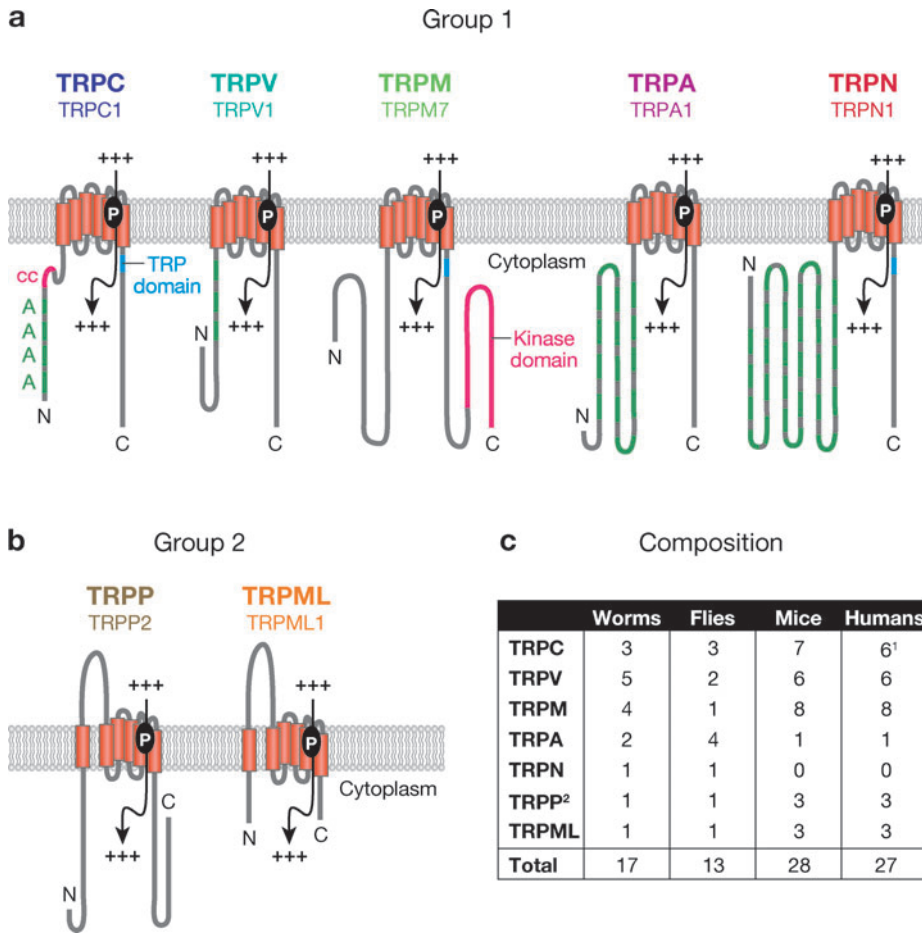 a
Group 1
TRPC
TRPC1
TRPV
TRPV1
TRPM
TRPM7
TRPA
TRPA1
TRPN
TRPN1
+++
+++
+++
+++
+++
P
P
P
P
P
cc
TRP
domain
Cytoplasm
N
A
A
A
A
+++
+++
+++
+++
+++
N
N
Kinase
domain
N
N
C
C
C
C
b
Group 2
TRPP
TRPP2
TRPML
TRPML1
+++
+++
P
P
Cytoplasm
C
N
C
+++
+++
N
c
Composition
Worms Flies Mice Humans
TRPC 3 3 7 6¹
TRPV 5 2 6 6
TRPM 4 1 8 8
TRPA 2 4 1 1
TRPN 1 1 0 0
TRPP² 1 1 3 3
TRPML 1 1 3 3
Total 17 13 28 27